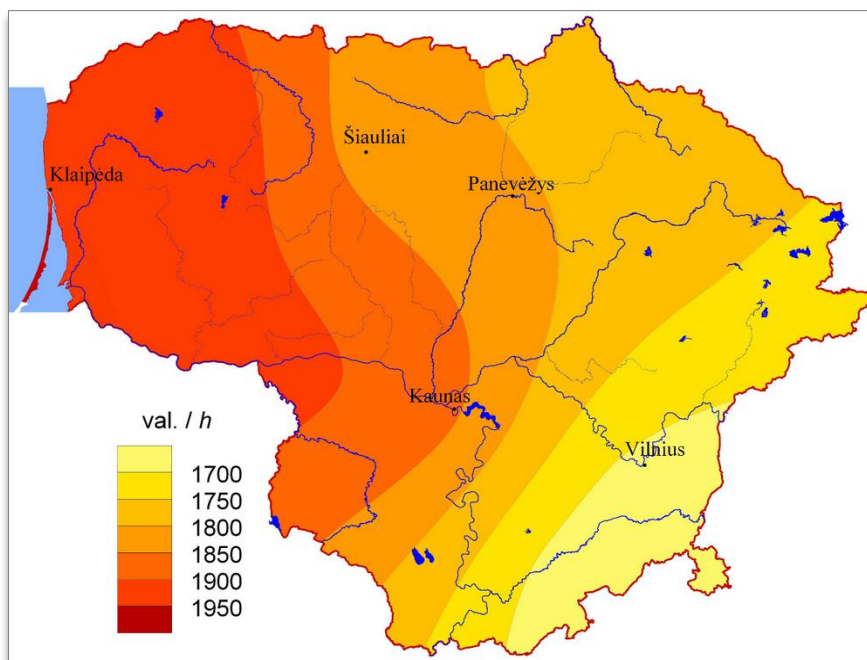 Šiauliai
Klaipėda
Panevėžys
Kaunas
Vilnius
val. / h
1700
1750
1800
1850
1900
1950